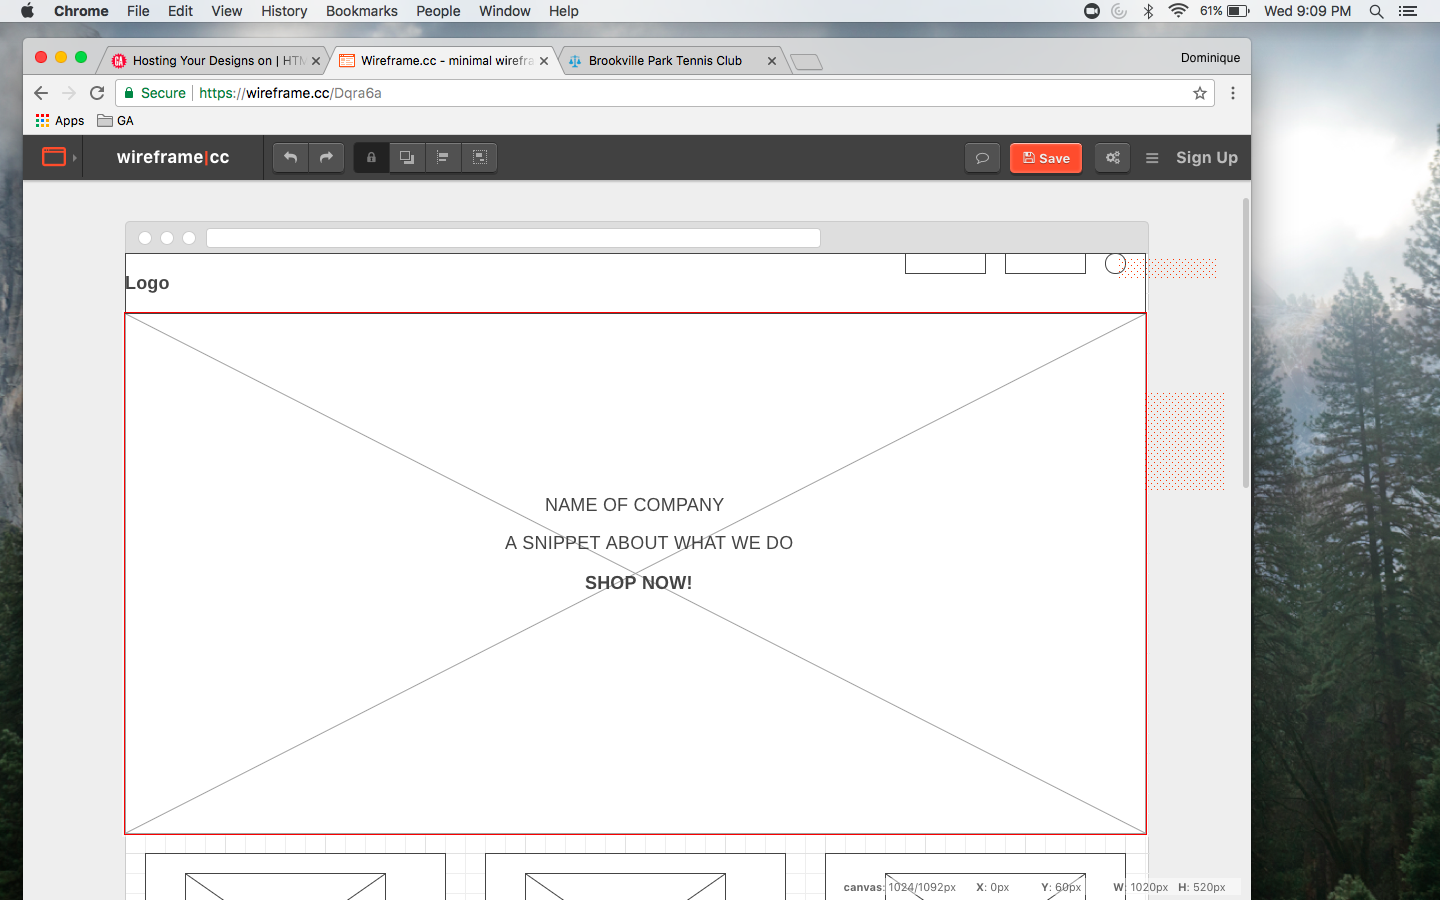 Chrome File Edit View History Bookmarks People Window Help 61% Wed 9:09 PM
Hosting Your Designs on | HTM Wireframe.cc - minimal wirefra Brookville Park Tennis Club Dominique
Secure https://wireframe.cc/Dqra6a
Apps GA
wireframe|cc Save Sign Up
Logo
NAME OF COMPANY
A SNIPPET ABOUT WHAT WE DO
SHOP NOW!
canvas: 1024/1092px X: 0px Y: 60px W: 1020px H: 520px